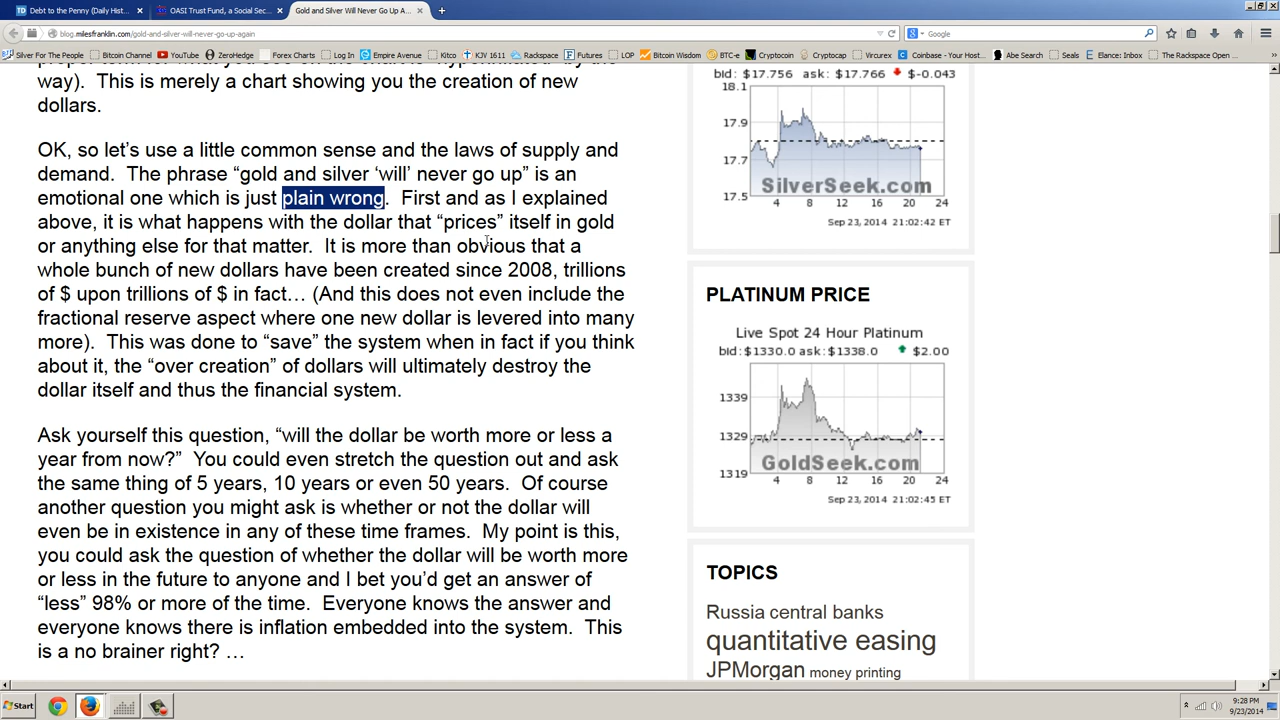 Debt to the Penny (Daily Hist...
OASI Trust Fund, a Social Sec...
Gold and Silver Will Never Go Up A...
blog.milesfranklin.com/gold-and-silver-will-never-go-up-again
Google
Silver For The People
Bitcoin Channel
YouTube
ZeroHedge
Forex Charts
Log In
Empire Avenue
Kitco
KJV 1611
Rackspace
Futures
LOP
Bitcoin Wisdom
BTC-e
Cryptocoin
Cryptocap
Vircurex
Coinbase - Your Host...
Abe Search
Seals
Elance: Inbox
The Rackspace Open ...
way). This is merely a chart showing you the creation of new
dollars.
OK, so let’s use a little common sense and the laws of supply and
demand. The phrase “gold and silver ‘will’ never go up” is an
emotional one which is just plain wrong. First and as I explained
above, it is what happens with the dollar that “prices” itself in gold
or anything else for that matter. It is more than obvious that a
whole bunch of new dollars have been created since 2008, trillions
of $ upon trillions of $ in fact… (And this does not even include the
fractional reserve aspect where one new dollar is levered into many
more). This was done to “save” the system when in fact if you think
about it, the “over creation” of dollars will ultimately destroy the
dollar itself and thus the financial system.
Ask yourself this question, “will the dollar be worth more or less a
year from now?” You could even stretch the question out and ask
the same thing of 5 years, 10 years or even 50 years. Of course
another question you might ask is whether or not the dollar will
even be in existence in any of these time frames. My point is this,
you could ask the question of whether the dollar will be worth more
or less in the future to anyone and I bet you’d get an answer of
“less” 98% or more of the time. Everyone knows the answer and
everyone knows there is inflation embedded into the system. This
is a no brainer right? …
bid: $17.756 ask: $17.766 $-0.043
18.1
17.9
17.7
17.5
SilverSeek.com
4 8 12 16 20 24
Sep 23, 2014 21:02:42 ET
PLATINUM PRICE
Live Spot 24 Hour Platinum
bid:$1330.0 ask:$1338.0 $2.00
1339
1329
1319
GoldSeek.com
4 8 12 16 20 24
Sep 23, 2014 21:02:45 ET
TOPICS
Russia central banks
quantitative easing
JPMorgan money printing
Start
9:28 PM
9/23/2014